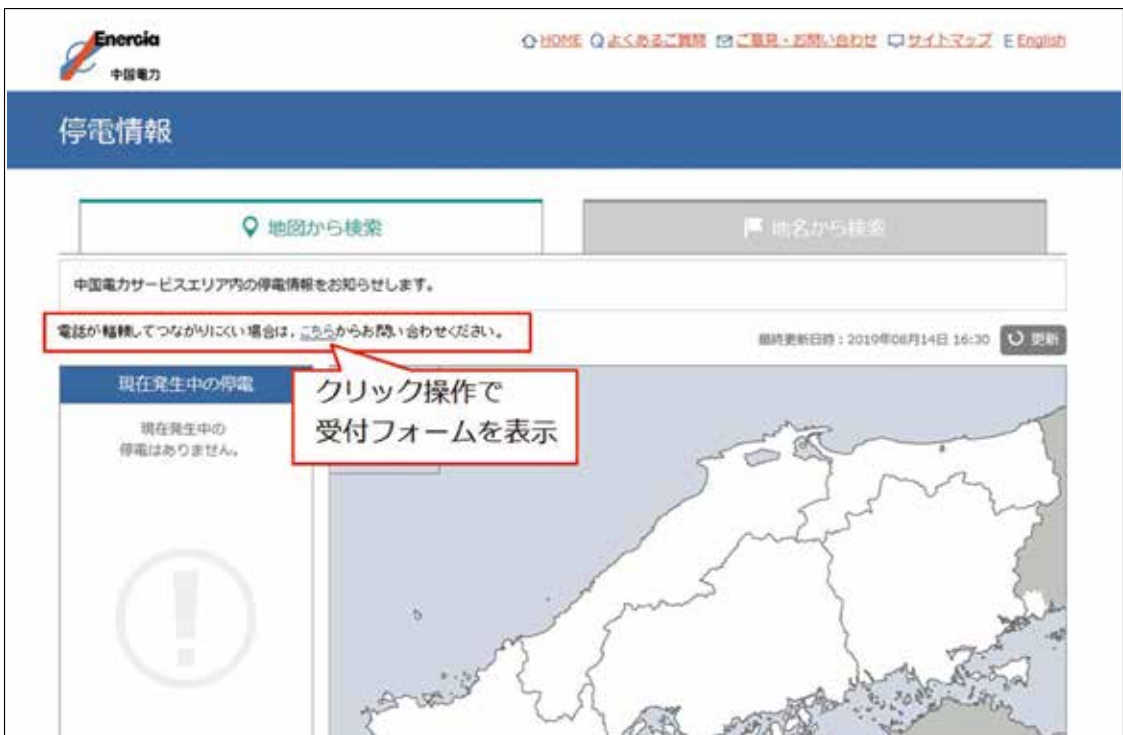 Enercia
中国電力
HOME よくあるご質問 ご意見・お問い合わせ サイトマップ E English
停電情報
地図から検索
地名から検索
中国電力サービスエリア内の停電情報をお知らせします。
電話が輻輳してつながりにくい場合は，こちらからお問い合わせください。
最終更新日時：2019年08月14日 16:30 更新
現在発生中の停電
クリック操作で
受付フォームを表示
現在発生中の
停電はありません。